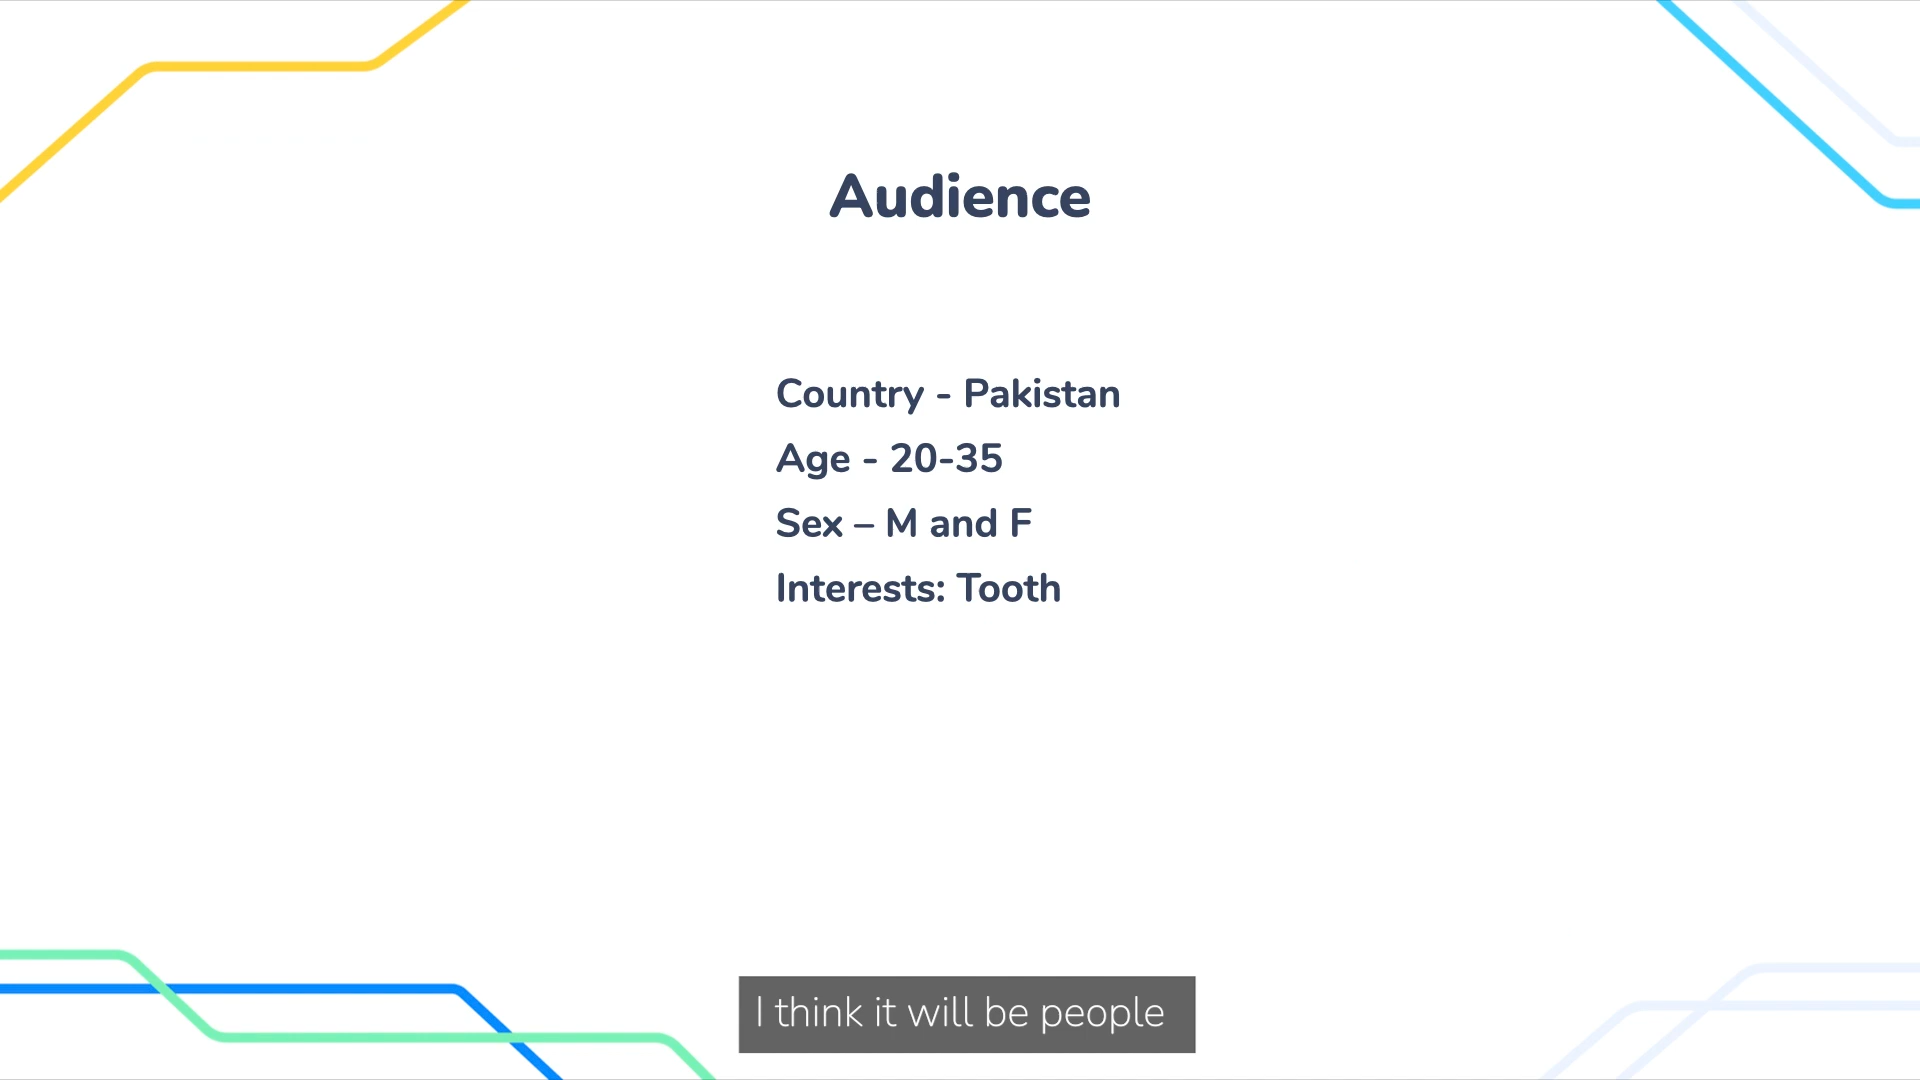 Audience
Country - Pakistan
Age - 20-35
Sex – M and F
Interests: Tooth
I think it will be people